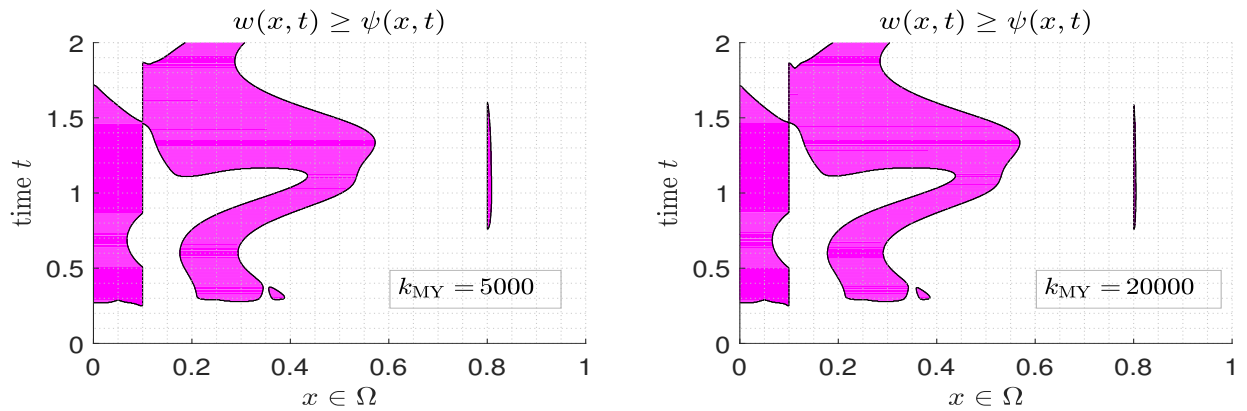 w(x, t) ≥ ψ(x, t)
2
1.5
1
0.5
0
time t
k_MY = 5000
0 0.2 0.4 0.6 0.8 1
x ∈ Ω
w(x, t) ≥ ψ(x, t)
2
1.5
1
0.5
0
time t
k_MY = 20000
0 0.2 0.4 0.6 0.8 1
x ∈ Ω